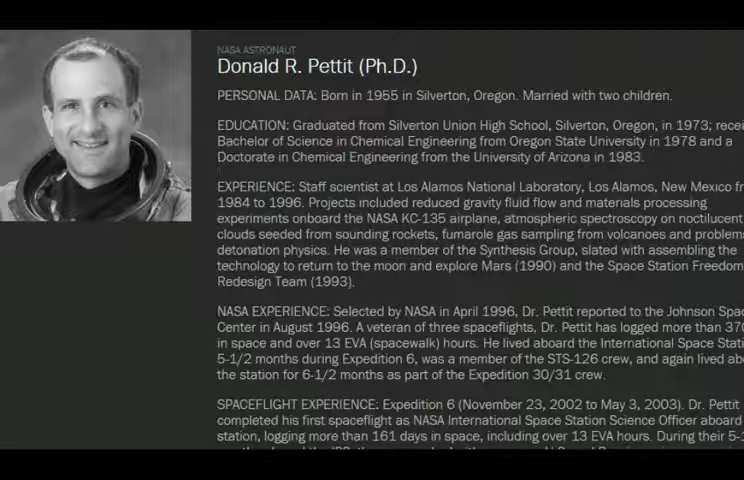 NASA ASTRONAUT
Donald R. Pettit (Ph.D.)
PERSONAL DATA: Born in 1955 in Silverton, Oregon. Married with two children.
EDUCATION: Graduated from Silverton Union High School, Silverton, Oregon, in 1973; recei
Bachelor of Science in Chemical Engineering from Oregon State University in 1978 and a
Doctorate in Chemical Engineering from the University of Arizona in 1983.
EXPERIENCE: Staff scientist at Los Alamos National Laboratory, Los Alamos, New Mexico fr
1984 to 1996. Projects included reduced gravity fluid flow and materials processing
experiments onboard the NASA KC-135 airplane, atmospheric spectroscopy on noctilucent
clouds seeded from sounding rockets, fumarole gas sampling from volcanoes and problems
detonation physics. He was a member of the Synthesis Group, slated with assembling the
technology to return to the moon and explore Mars (1990) and the Space Station Freedom
Redesign Team (1993).
NASA EXPERIENCE: Selected by NASA in April 1996, Dr. Pettit reported to the Johnson Spac
Center in August 1996. A veteran of three spaceflights, Dr. Pettit has logged more than 370
in space and over 13 EVA (spacewalk) hours. He lived aboard the International Space Stati
5-1/2 months during Expedition 6, was a member of the STS-126 crew, and again lived abo
the station for 6-1/2 months as part of the Expedition 30/31 crew.
SPACEFLIGHT EXPERIENCE: Expedition 6 (November 23, 2002 to May 3, 2003). Dr. Pettit
completed his first spaceflight as NASA International Space Station Science Officer aboard
station, logging more than 161 days in space, including over 13 EVA hours. During their 5-